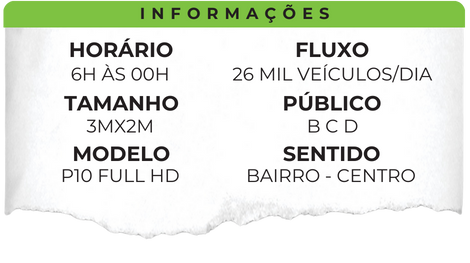 INFORMAÇÕES
HORÁRIO
6H ÀS 00H
FLUXO
26 MIL VEÍCULOS/DIA
TAMANHO
3MX2M
PÚBLICO
B C D
MODELO
P10 FULL HD
SENTIDO
BAIRRO - CENTRO